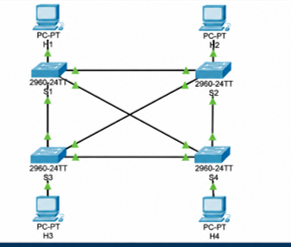 PC-PT
H1
PC-PT
H2
2960-24TT
S1
2960-24TT
S2
2960-24TT
S3
2960-24TT
S4
PC-PT
H3
PC-PT
H4